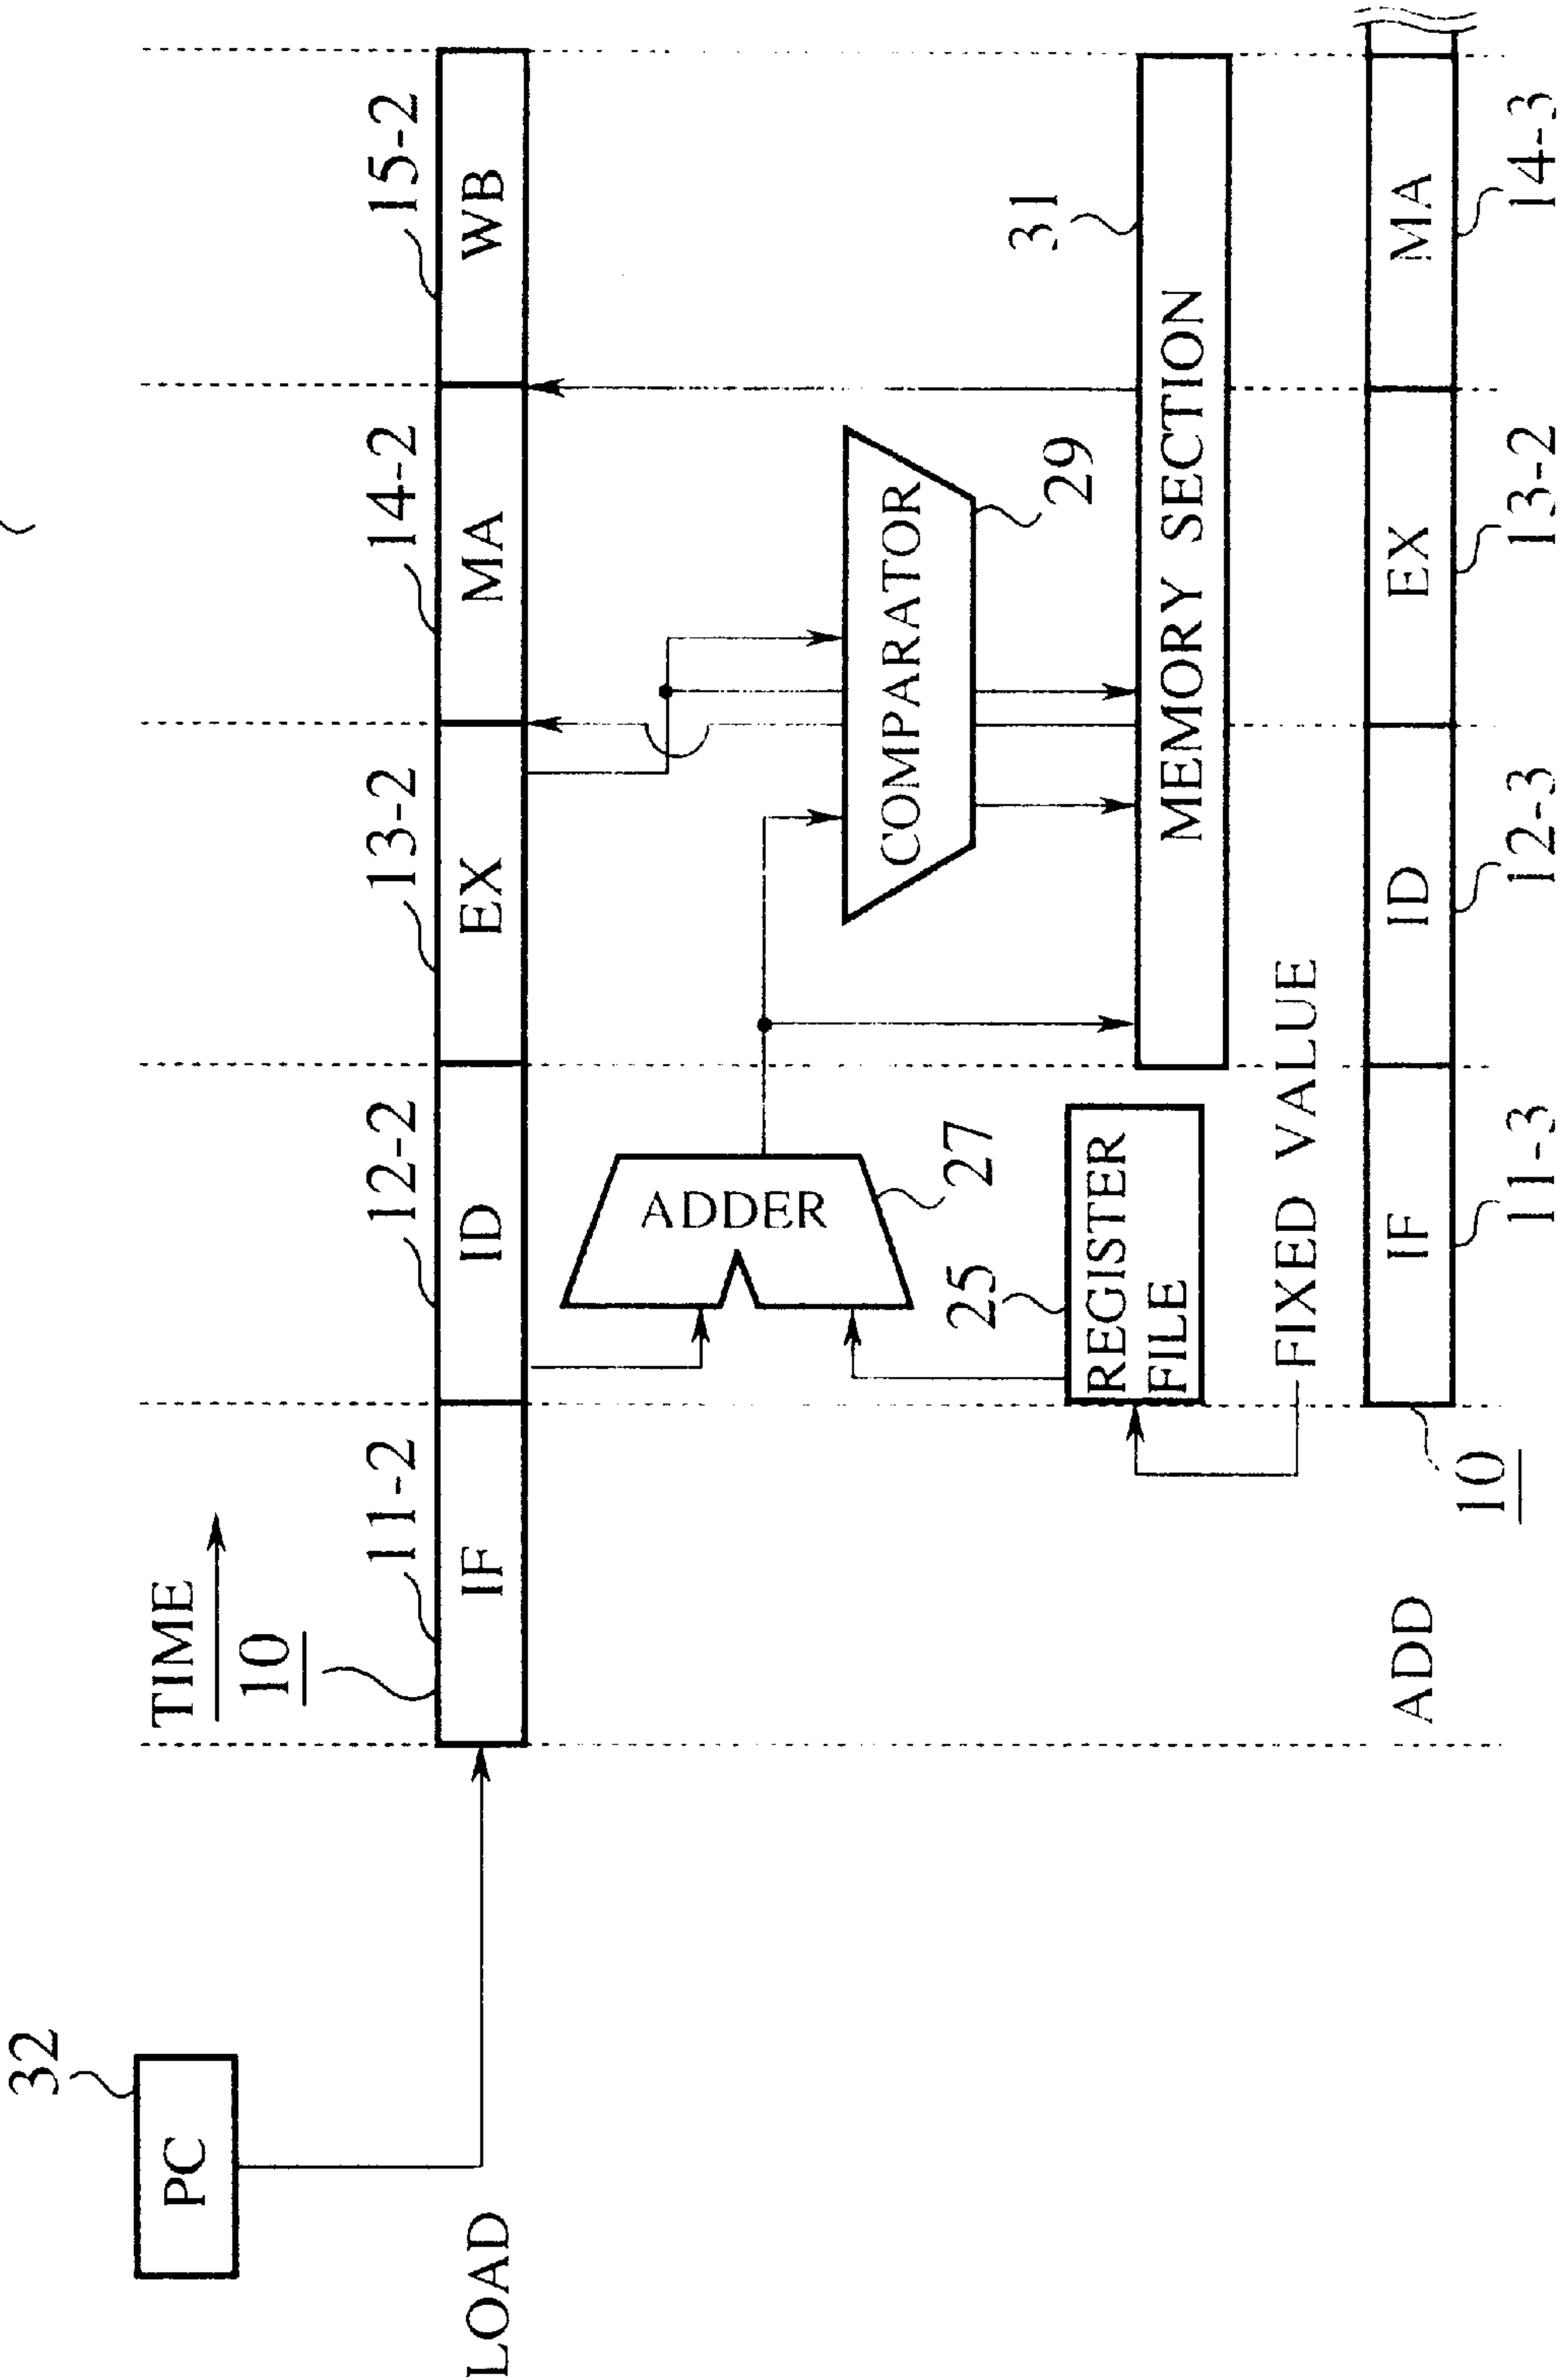 32
PC
LOAD
TIME
10
11-2
12-2
13-2
14-2
15-2
IF
ID
EX
MA
WB
ADDER
27
COMPARATOR
29
25
REGISTER
FILE
31
MEMORY SECTION
FIXED VALUE
ADD
IF
ID
EX
MA
10
11-3
12-3
13-2
14-3